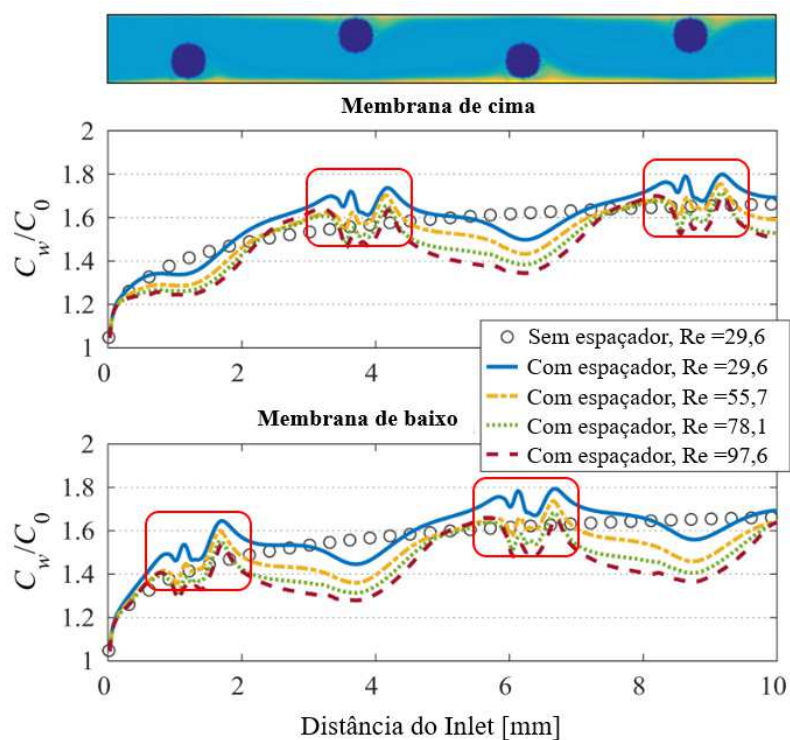 Membrana de cima
2
1.8
1.6
1.4
1.2
1
C_w/C_0
0 2 4
Sem espaçador, Re =29,6
Com espaçador, Re =29,6
Com espaçador, Re =55,7
Com espaçador, Re =78,1
Com espaçador, Re =97,6
Membrana de baixo
2
1.8
1.6
1.4
1.2
1
C_w/C_0
0 2 4 6 8 10
Distância do Inlet [mm]